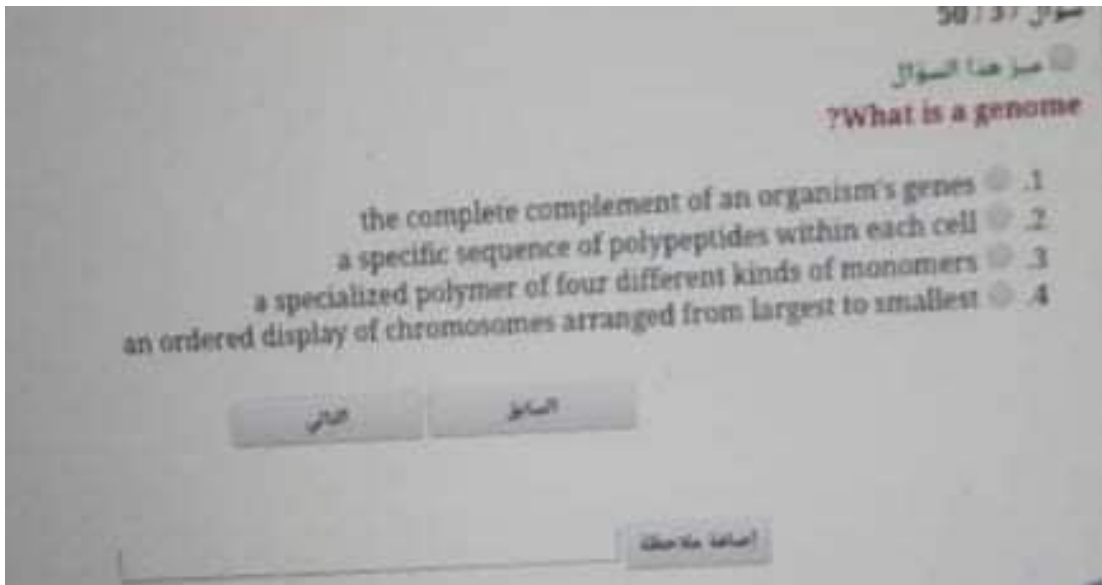 سؤال 37 / 50
ميز هذا السؤال
?What is a genome
.1 the complete complement of an organism's genes
.2 a specific sequence of polypeptides within each cell
.3 a specialized polymer of four different kinds of monomers
.4 an ordered display of chromosomes arranged from largest to smallest
السابق
التالي
اضافة ملاحظة